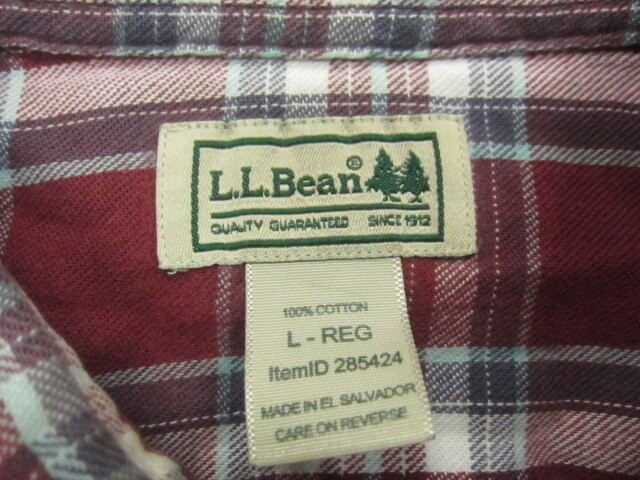 L.L.Bean®
QUALITY GUARANTEED SINCE 1912
100% COTTON
L - REG
ItemID 285424
MADE IN EL SALVADOR
CARE ON REVERSE